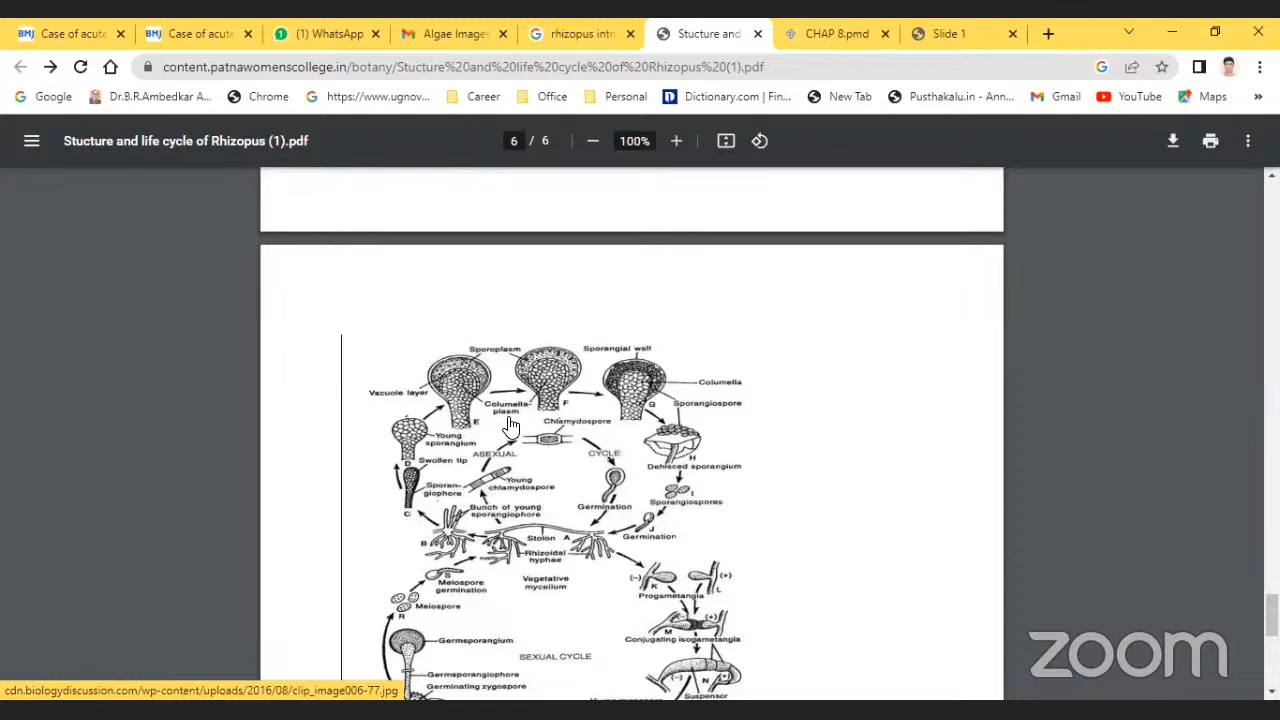 Case of acute
Case of acute
(1) WhatsApp
Algae Images
rhizopus intr
Stucture and
CHAP 8.pmd
Slide 1
content.patnawomenscollege.in/botany/Stucture%20and%20life%20cycle%20of%20Rhizopus%20(1).pdf
Google
Dr.B.R.Ambedkar A...
Chrome
https://www.ugnov...
Career
Office
Personal
Dictionary.com | Fin...
New Tab
Pusthakalu.in - Ann...
Gmail
YouTube
Maps
»
Stucture and life cycle of Rhizopus (1).pdf
6 / 6
100%
Sporoplasm
Sporangial wall
Vacuole layer
Columella
Columella
plasm
E
F
G
Sporangiospore
Chlamydospore
Young
sporangium
ASEXUAL
CYCLE
H
Dehisced sporangium
D
Swollen tip
Sporan-
giophore
Young
chlamydospore
I
Sporangiospores
C
Bunch of young
sporangiophore
Germination
J
Germination
B
Stolon
A
Rhizoidal
hyphae
S
Meiospore
germination
Vegetative
mycelium
(-)
(+)
K
L
Progametangia
Meiospore
R
(-)
(+)
M
Conjugating isogametangia
Germsporangium
SEXUAL CYCLE
Germsporangiophore
Germinating zygospore
(-)
N
(+)
Suspensor
cdn.biologydiscussion.com/wp-content/uploads/2016/08/clip_image006-77.jpg
zoom